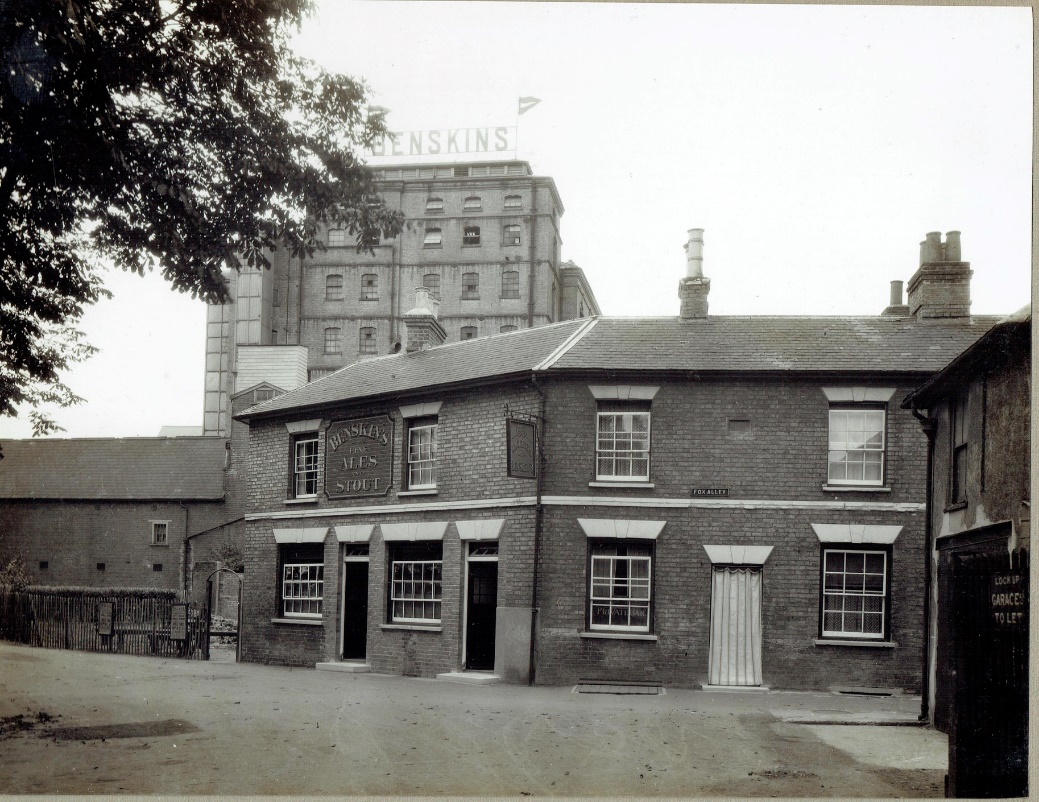 BENSKINS
BENSKIN'S
FINE
ALES
STOUT
FOX ALLEY
PRIVATE BAR
LOCK UP
GARAGES
TO LET